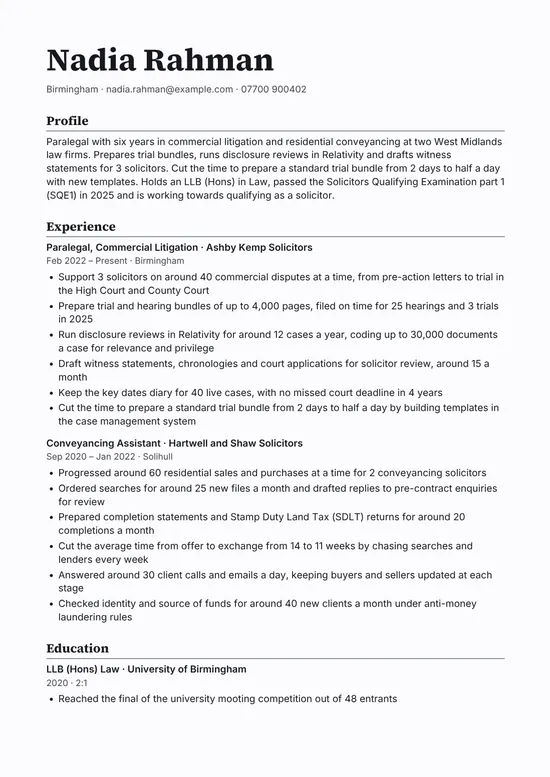 Nadia Rahman
Birmingham · nadia.rahman@example.com · 07700 900402
Profile
Paralegal with six years in commercial litigation and residential conveyancing at two West Midlands
law firms. Prepares trial bundles, runs disclosure reviews in Relativity and drafts witness
statements for 3 solicitors. Cut the time to prepare a standard trial bundle from 2 days to half a day
with new templates. Holds an LLB (Hons) in Law, passed the Solicitors Qualifying Examination part 1
(SQE1) in 2025 and is working towards qualifying as a solicitor.
Experience
Paralegal, Commercial Litigation · Ashby Kemp Solicitors
Feb 2022 – Present · Birmingham
• Support 3 solicitors on around 40 commercial disputes at a time, from pre-action letters to trial in
the High Court and County Court
• Prepare trial and hearing bundles of up to 4,000 pages, filed on time for 25 hearings and 3 trials
in 2025
• Run disclosure reviews in Relativity for around 12 cases a year, coding up to 30,000 documents
a case for relevance and privilege
• Draft witness statements, chronologies and court applications for solicitor review, around 15 a
month
• Keep the key dates diary for 40 live cases, with no missed court deadline in 4 years
• Cut the time to prepare a standard trial bundle from 2 days to half a day by building templates in
the case management system
Conveyancing Assistant · Hartwell and Shaw Solicitors
Sep 2020 – Jan 2022 · Solihull
• Progressed around 60 residential sales and purchases at a time for 2 conveyancing solicitors
• Ordered searches for around 25 new files a month and drafted replies to pre-contract enquiries
for review
• Prepared completion statements and Stamp Duty Land Tax (SDLT) returns for around 20
completions a month
• Cut the average time from offer to exchange from 14 to 11 weeks by chasing searches and
lenders every week
• Answered around 30 client calls and emails a day, keeping buyers and sellers updated at each
stage
• Checked identity and source of funds for around 40 new clients a month under anti-money
laundering rules
Education
LLB (Hons) Law · University of Birmingham
2020 · 2:1
• Reached the final of the university mooting competition out of 48 entrants